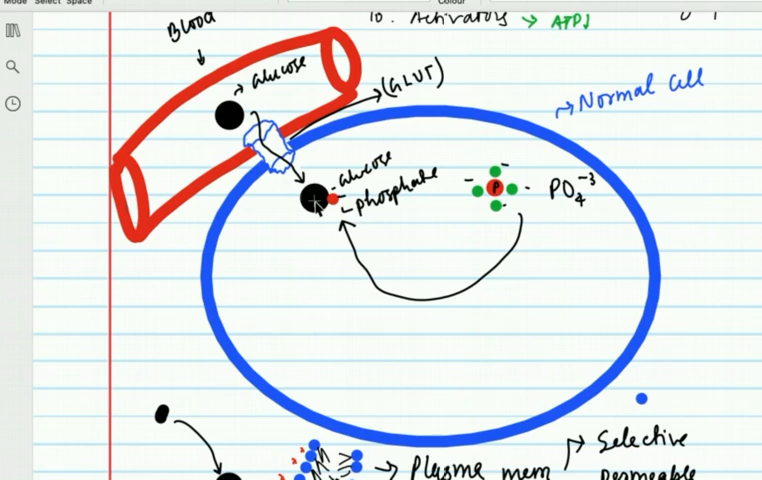 Mode Select Space
Colour
10. Activators → ATP↓
Blood
Glucose
(GLUT)
Normal cell
glucose
phosphate
P
PO₄⁻³
Selective
Plasma mem
permeable